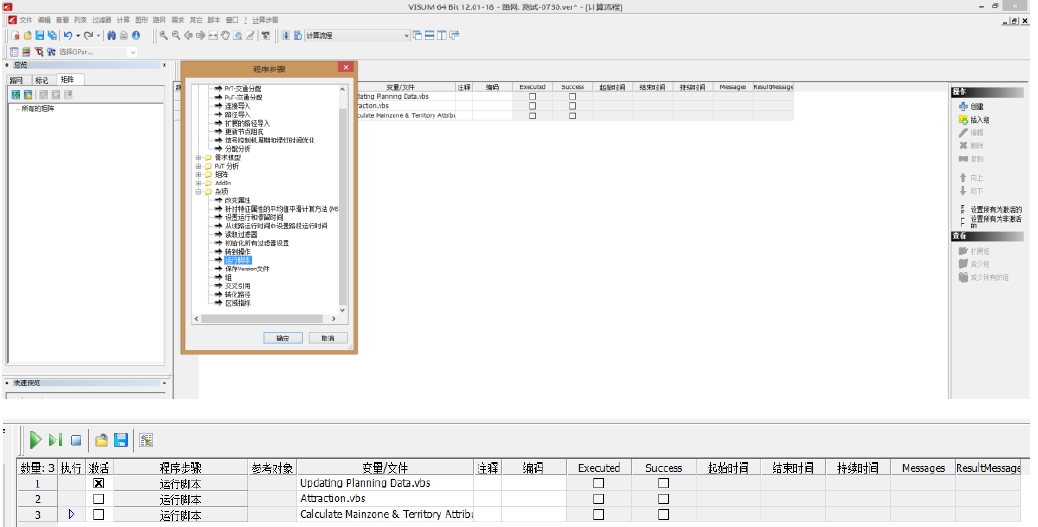 VISUM 64 Bit 12.01-18 - 路网: 测试-0730.ver* - [计算流程]
文件 编辑 查看 列表 过滤器 计算 图形 路网 需求 其它 脚本 窗口 ! 计算步骤
计算流程
选择GPar...
总览
路网 标记 矩阵
所有的矩阵
快速预览
程序步骤
PrT-交通分配
PuT-交通分配
连接导入
路径导入
扩展的路径导入
更新节点阻抗
信号控制机周期和绿灯时间优化
分配分析
需求模型
PuT 分析
矩阵
AddIn
杂项
改变属性
针对特征属性的平均值平滑计算方法 (MS
设置运行和停留时间
从线路运行时间中设置路段运行时间
读取过滤器
初始化所有过滤器设置
转到操作
运行脚本
保存Version文件
组
交叉引用
转化路径
区域指标
确定 取消
变量/文件 注释 编码 Executed Success 起始时间 结束时间 持续时间 Messages ResultMessage
dating Planning Data.vbs
raction.vbs
culate Mainzone & Territory Attribu
操作
创建
插入组
编辑
删除
复制
向上
向下
设置所有为激活的
设置所有为非激活的
查看
扩展组
减少组
减少所有的组
数量: 3 执行 激活 程序步骤 参考对象 变量/文件 注释 编码 Executed Success 起始时间 结束时间 持续时间 Messages ResultMessage
1 运行脚本 Updating Planning Data.vbs
2 运行脚本 Attraction.vbs
3 运行脚本 Calculate Mainzone & Territory Attribu